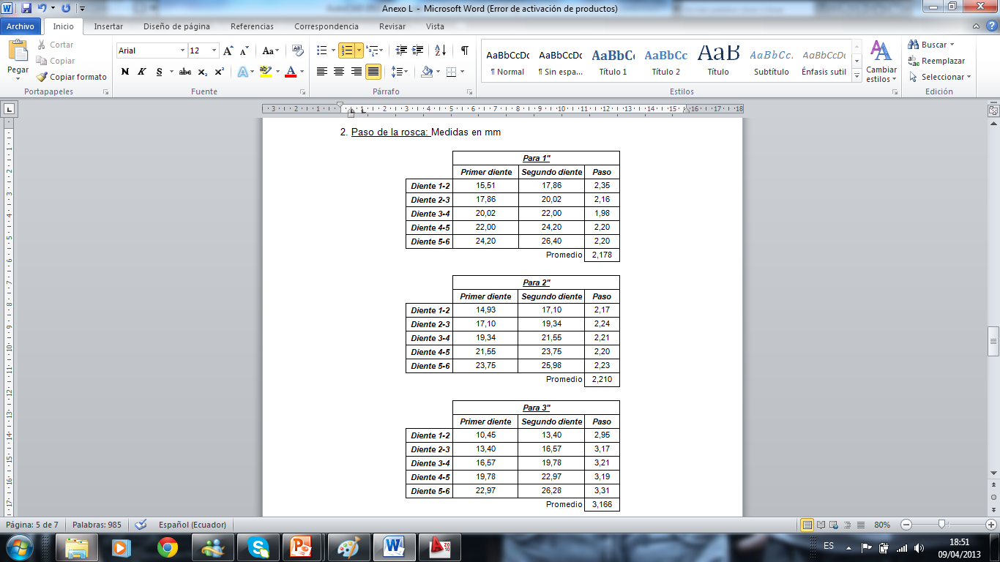 Anexo L - Microsoft Word (Error de activación de productos)
Archivo Inicio Insertar Diseño de página Referencias Correspondencia Revisar Vista
Pegar
Cortar
Copiar
Copiar formato
Portapapeles
Arial 12
N K S abc x₂ x²
Fuente
Párrafo
AaBbCcDc AaBbCcDc AaBbC AaBbCc AaB AaBbCc. AaBbCcDc
¶ Normal ¶ Sin espa... Título 1 Título 2 Título Subtítulo Énfasis sutil
Estilos
Cambiar estilos
Buscar
Reemplazar
Seleccionar
Edición
2. Paso de la rosca: Medidas en mm
Para 1"
Primer diente Segundo diente Paso
Diente 1-2 15,51 17,86 2,35
Diente 2-3 17,86 20,02 2,16
Diente 3-4 20,02 22,00 1,98
Diente 4-5 22,00 24,20 2,20
Diente 5-6 24,20 26,40 2,20
Promedio 2,178
Para 2"
Primer diente Segundo diente Paso
Diente 1-2 14,93 17,10 2,17
Diente 2-3 17,10 19,34 2,24
Diente 3-4 19,34 21,55 2,21
Diente 4-5 21,55 23,75 2,20
Diente 5-6 23,75 25,98 2,23
Promedio 2,210
Para 3"
Primer diente Segundo diente Paso
Diente 1-2 10,45 13,40 2,95
Diente 2-3 13,40 16,57 3,17
Diente 3-4 16,57 19,78 3,21
Diente 4-5 19,78 22,97 3,19
Diente 5-6 22,97 26,28 3,31
Promedio 3,166
Página: 5 de 7 Palabras: 985 Español (Ecuador) 80%
ES 18:51
09/04/2013